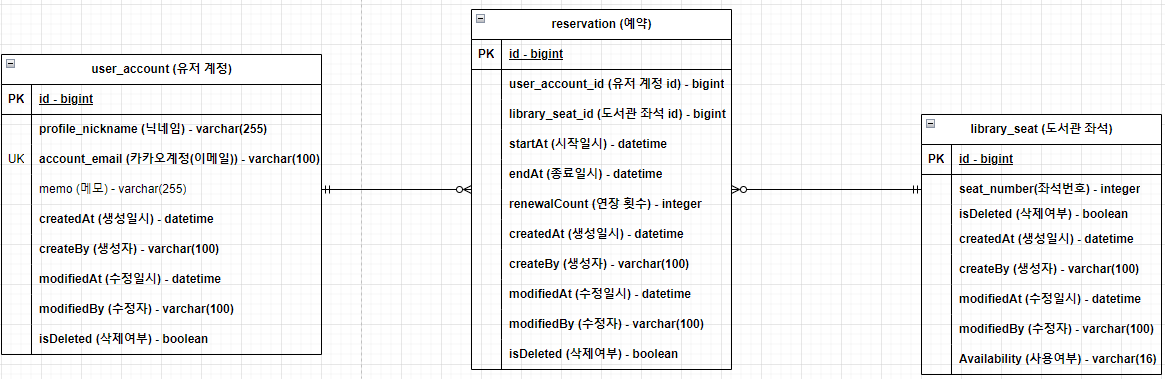 user_account (유저 계정)
PK id - bigint
profile_nickname (닉네임) - varchar(255)
UK account_email (카카오계정(이메일)) - varchar(100)
memo (메모) - varchar(255)
createdAt (생성일시) - datetime
createBy (생성자) - varchar(100)
modifiedAt (수정일시) - datetime
modifiedBy (수정자) - varchar(100)
isDeleted (삭제여부) - boolean
reservation (예약)
PK id - bigint
user_account_id (유저 계정 id) - bigint
library_seat_id (도서관 좌석 id) - bigint
startAt (시작일시) - datetime
endAt (종료일시) - datetime
renewalCount (연장 횟수) - integer
createdAt (생성일시) - datetime
createBy (생성자) - varchar(100)
modifiedAt (수정일시) - datetime
modifiedBy (수정자) - varchar(100)
isDeleted (삭제여부) - boolean
library_seat (도서관 좌석)
PK id - bigint
seat_number(좌석번호) - integer
isDeleted (삭제여부) - boolean
createdAt (생성일시) - datetime
createBy (생성자) - varchar(100)
modifiedAt (수정일시) - datetime
modifiedBy (수정자) - varchar(100)
Availability (사용여부) - varchar(16)